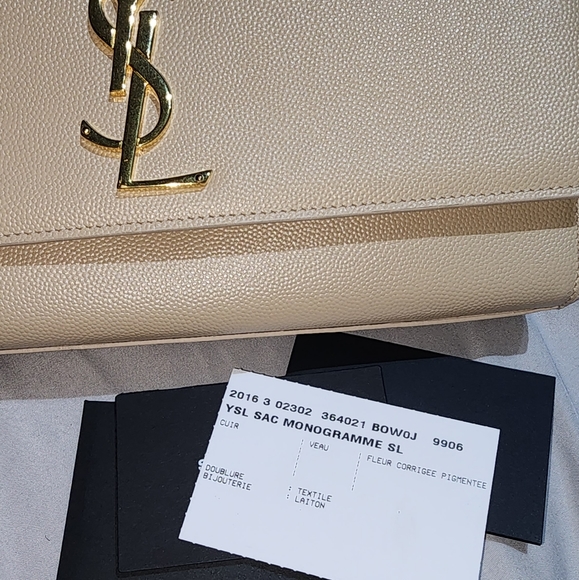 YSL
2016 3 02302 364021 BOW0J 9906
YSL SAC MONOGRAMME SL
CUIR : VEAU : FLEUR CORRIGEE PIGMENTEE
DOUBLURE : TEXTILE
BIJOUTERIE : LAITON